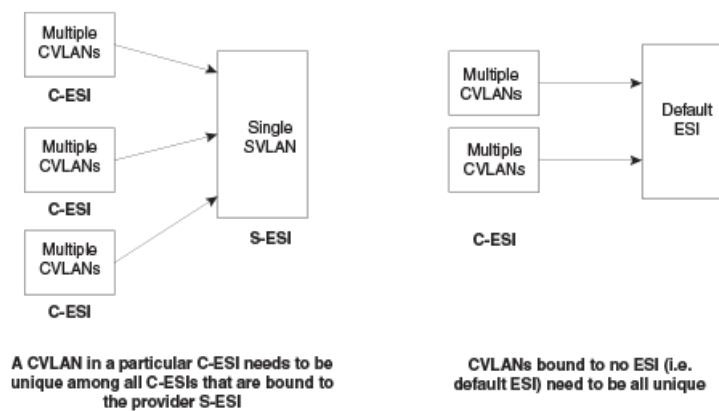 Multiple
CVLANs
C-ESI
Multiple
CVLANs
C-ESI
Multiple
CVLANs
C-ESI
Single
SVLAN
S-ESI
A CVLAN in a particular C-ESI needs to be
unique among all C-ESIs that are bound to
the provider S-ESI
Multiple
CVLANs
Multiple
CVLANs
C-ESI
Default
ESI
CVLANs bound to no ESI (i.e.
default ESI) need to be all unique